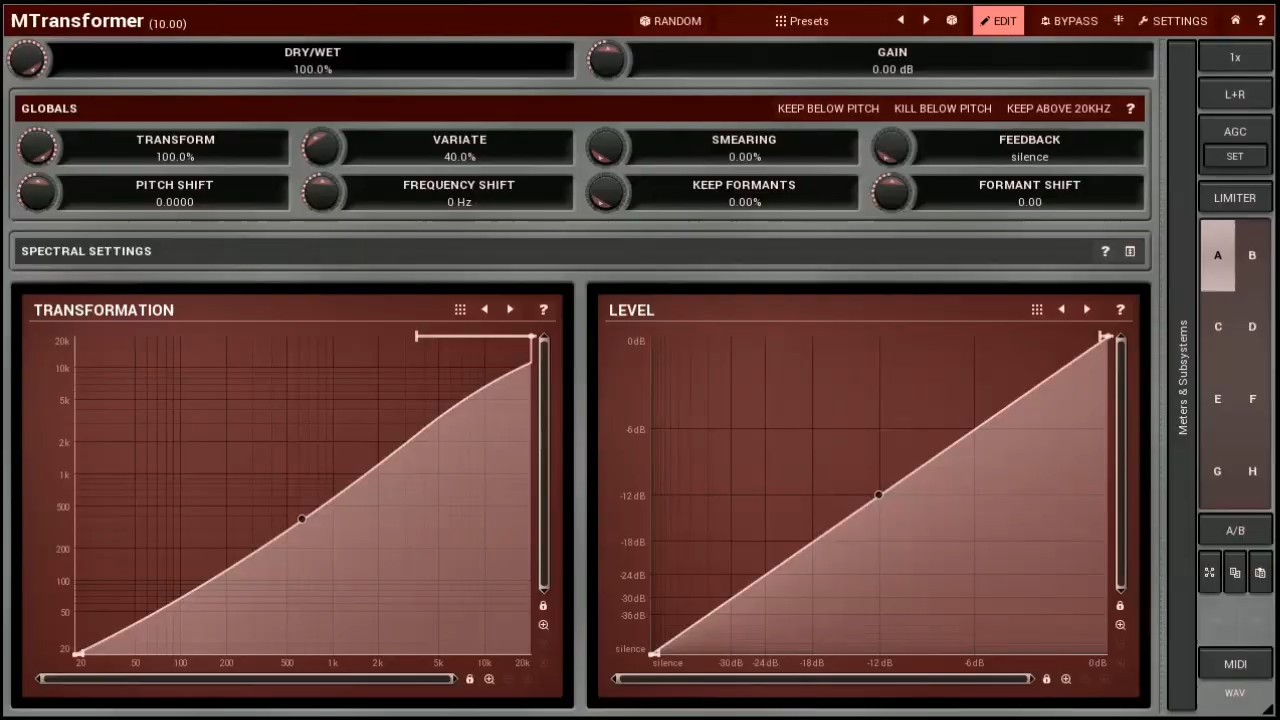 MTransformer (10.00) RANDOM Presets EDIT BYPASS SETTINGS ?
DRY/WET
100.0%
GAIN
0.00 dB
GLOBALS KEEP BELOW PITCH KILL BELOW PITCH KEEP ABOVE 20KHZ ?
TRANSFORM
100.0%
VARIATE
40.0%
SMEARING
0.00%
FEEDBACK
silence
PITCH SHIFT
0.0000
FREQUENCY SHIFT
0 Hz
KEEP FORMANTS
0.00%
FORMANT SHIFT
0.00
SPECTRAL SETTINGS ?
TRANSFORMATION ?
20k
10k
5k
2k
1k
500
200
100
50
20
20 50 100 200 500 1k 2k 5k 10k 20k
LEVEL ?
0dB
-6dB
-12dB
-18dB
-24dB
-30dB
-36dB
silence
silence -30dB -24dB -18dB -12dB -6dB 0dB
Meters & Subsystems
1x
L+R
AGC
SET
LIMITER
A B
C D
E F
G H
A/B
MIDI
WAV